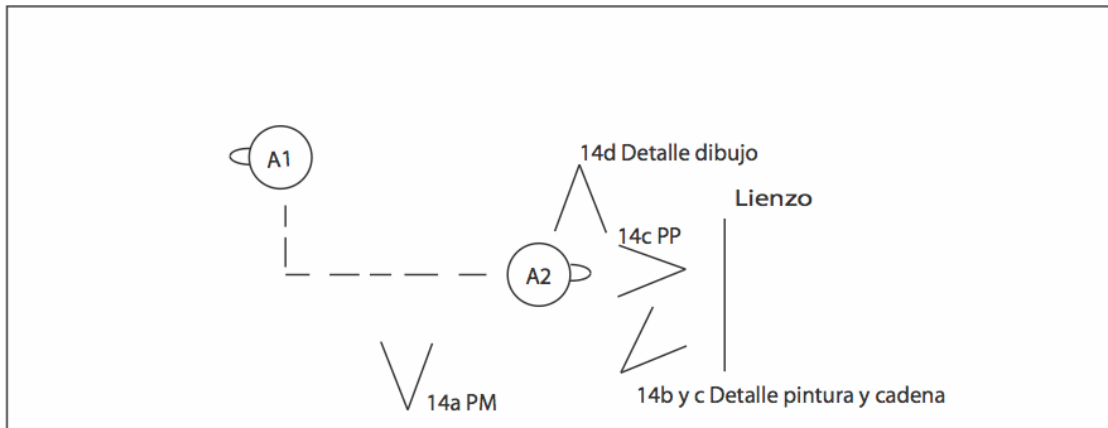 A1
14d Detalle dibujo
Lienzo
14c PP
A2
14a PM
14b y c Detalle pintura y cadena